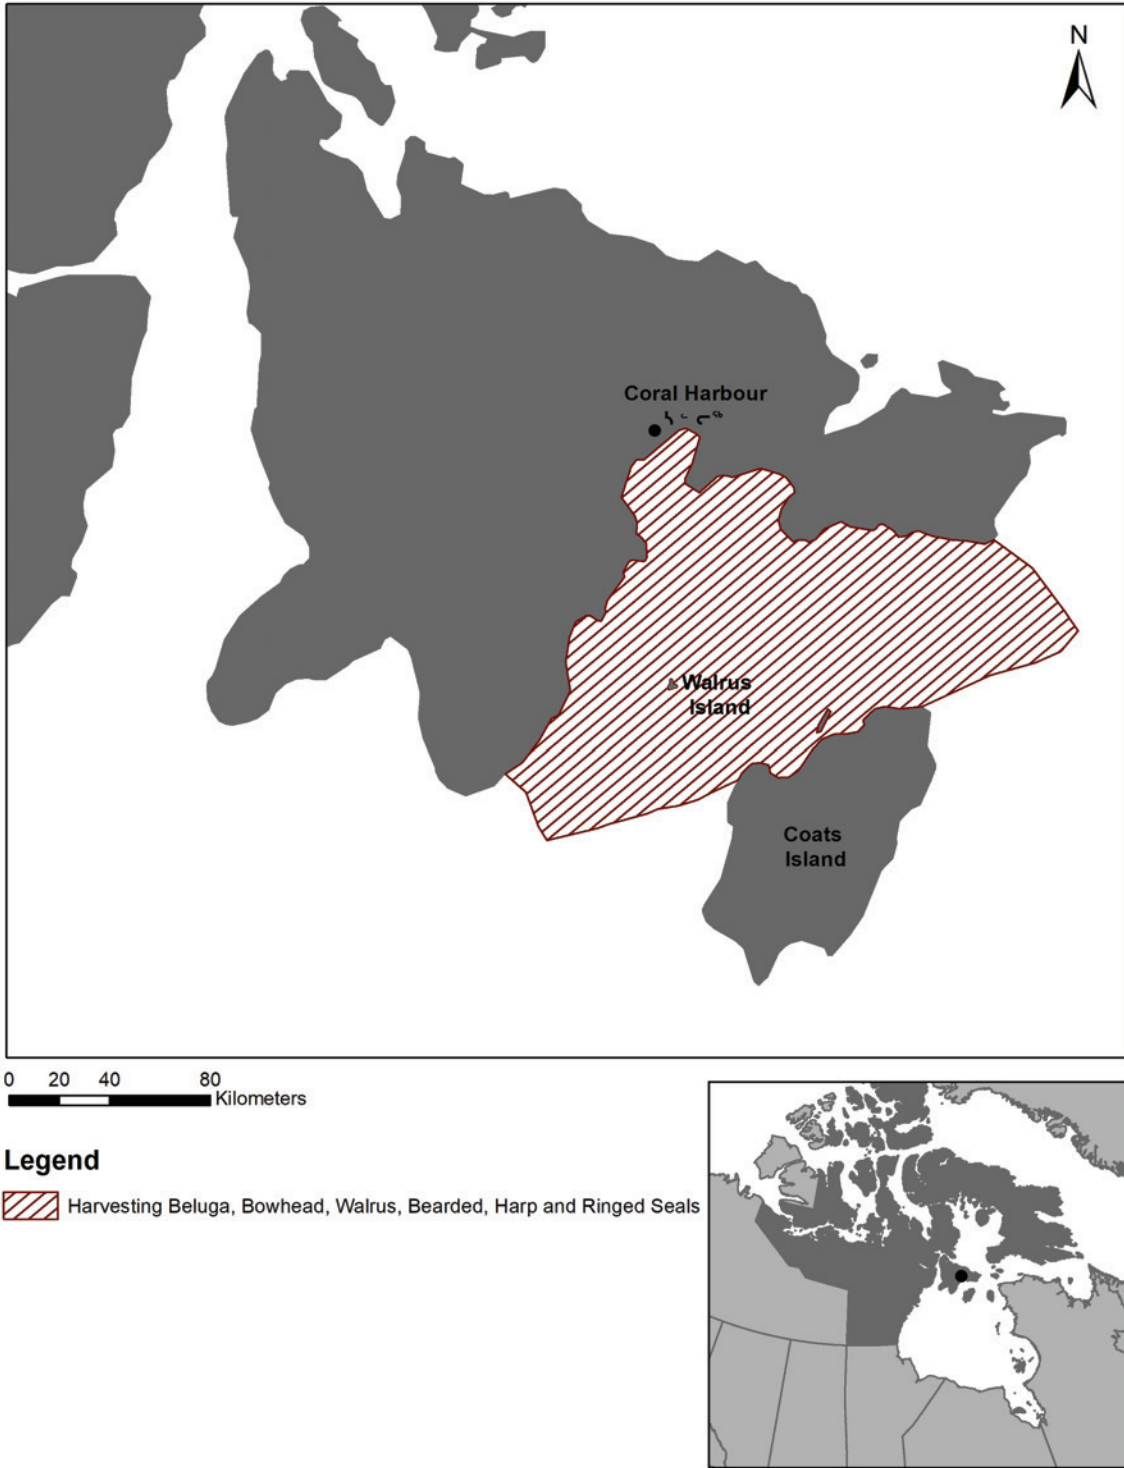 N
Coral Harbour
Walrus
Island
Coats
Island
0 20 40 80
Kilometers
Legend
Harvesting Beluga, Bowhead, Walrus, Bearded, Harp and Ringed Seals